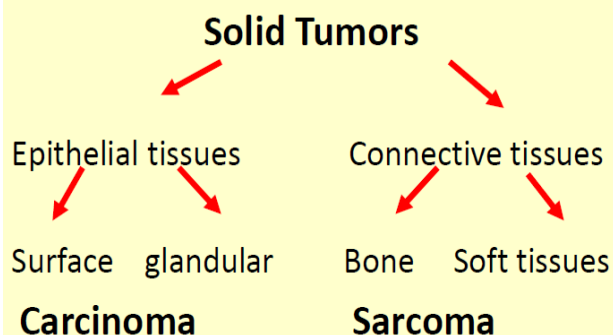 Solid Tumors
Epithelial tissues Connective tissues
Surface glandular Bone Soft tissues
Carcinoma Sarcoma